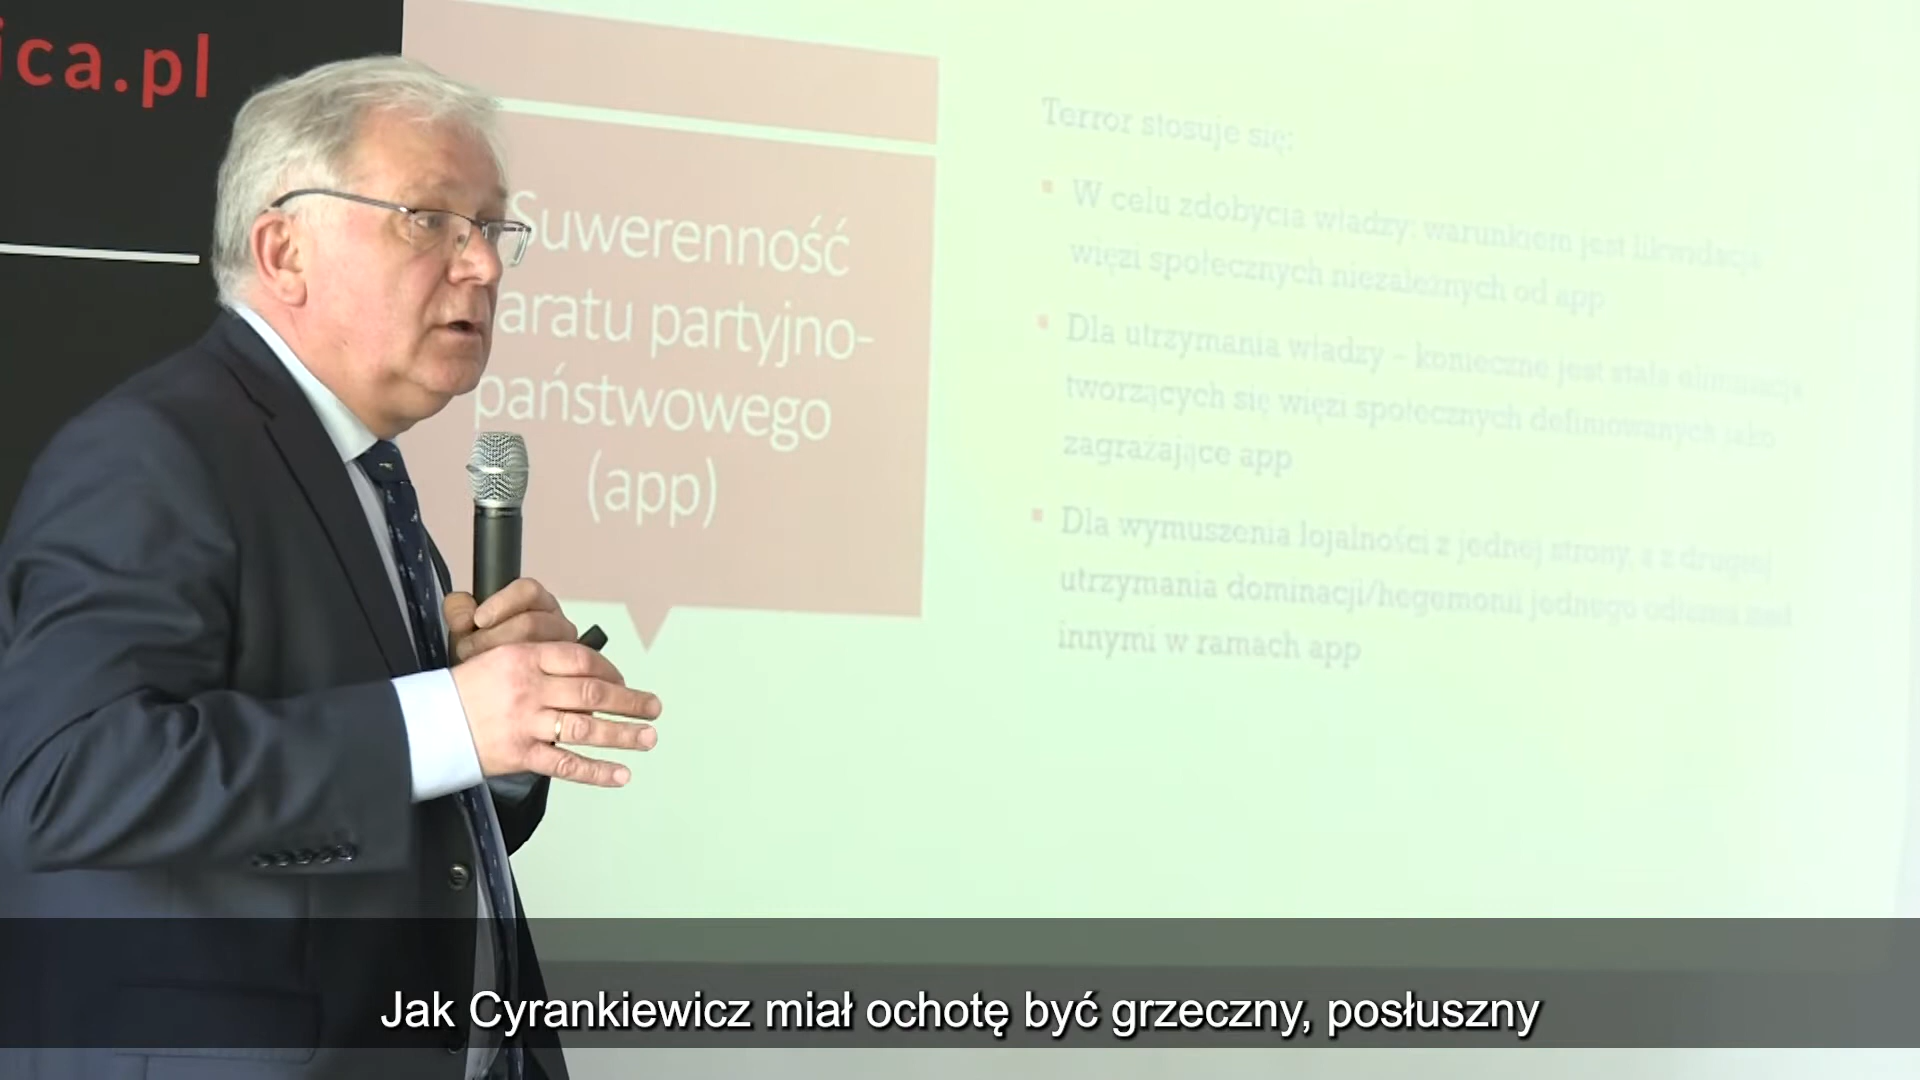 ica.pl
Suwerenność
aratu partyjno-
państwowego
(app)
Terror stosuje się:
W celu zdobycia władzy: warunkiem jest likwidacja
więzi społecznych niezależnych od app
Dla utrzymania władzy – konieczne jest stała eliminacja
tworzących się więzi społecznych definiowanych jako
zagrażające app
Dla wymuszenia lojalności z jednej strony, a z drugiej
utrzymania dominacji/hegemonii jednego odłamu nad
innymi w ramach app
Jak Cyrankiewicz miał ochotę być grzeczny, posłuszny